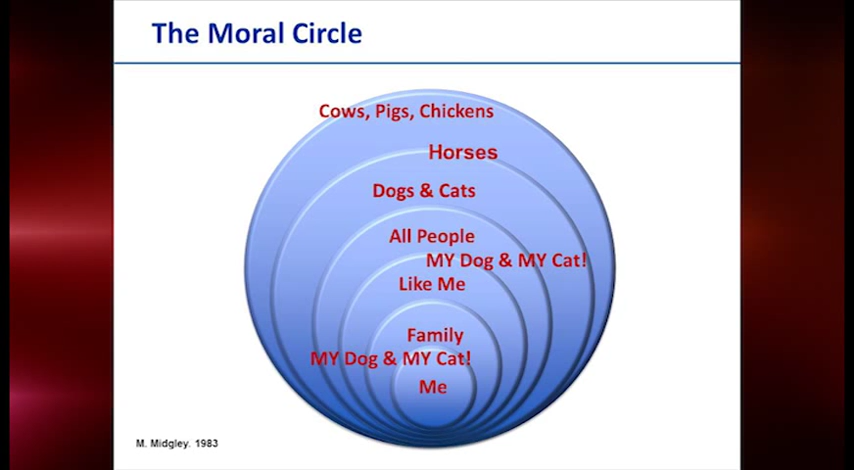 The Moral Circle
Cows, Pigs, Chickens
Horses
Dogs & Cats
All People
MY Dog & MY Cat!
Like Me
Family
MY Dog & MY Cat!
Me
M. Midgley. 1983